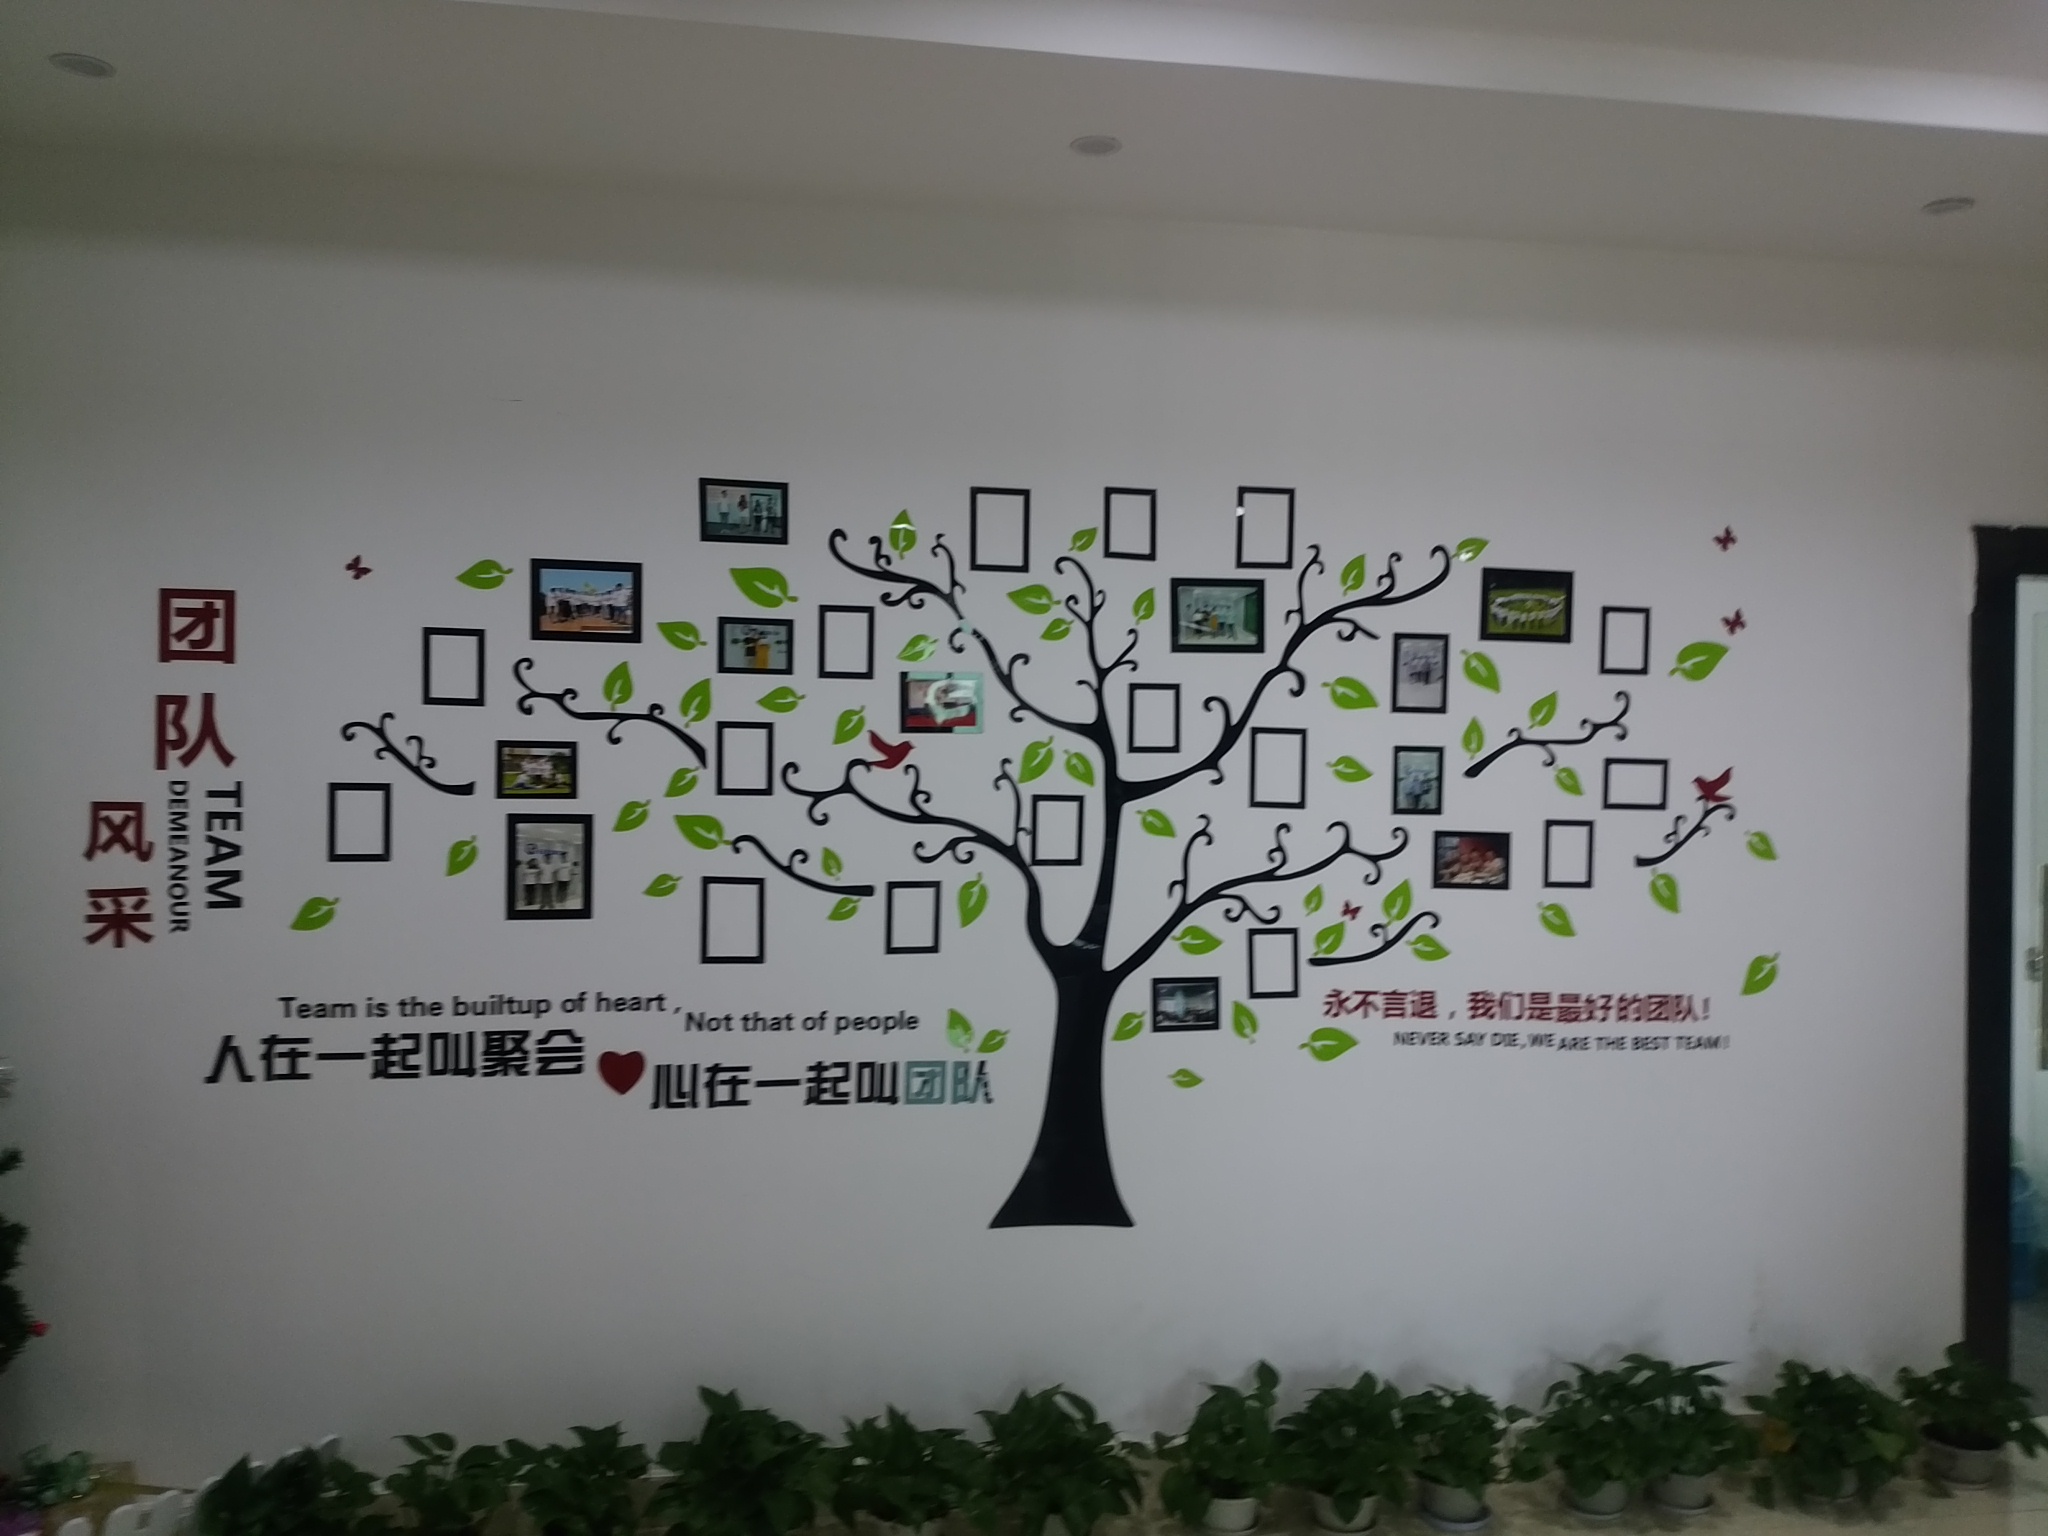 团队
风采
TEAM
DEMEANOUR
Team is the builtup of heart,
Not that of people
人在一起叫聚会
心在一起叫团队
永不言退，我们是最好的团队！
NEVER SAY DIE,WE ARE THE BEST TEAM!